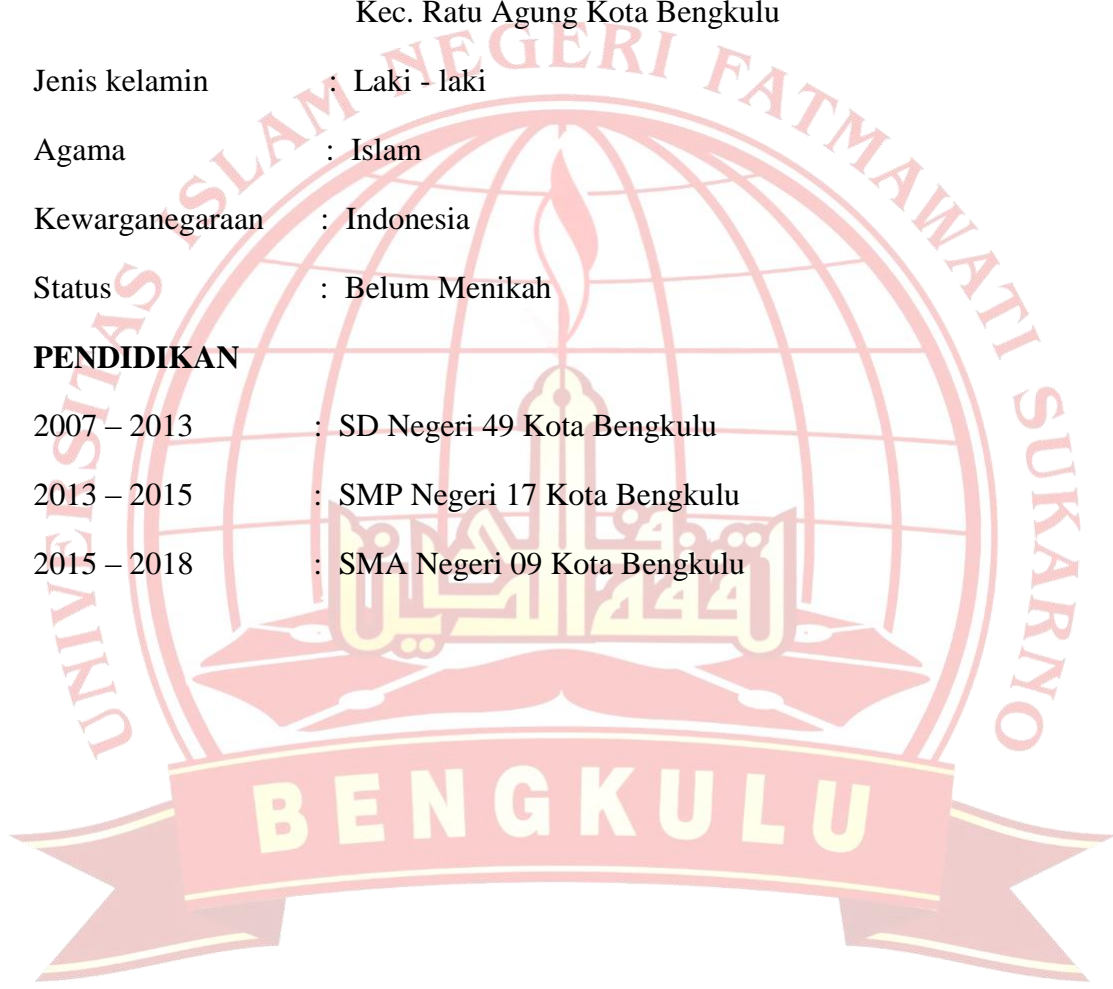 Kec. Ratu Agung Kota Bengkulu
Jenis kelamin : Laki - laki
Agama : Islam
Kewarganegaraan : Indonesia
Status : Belum Menikah
PENDIDIKAN
2007 – 2013 : SD Negeri 49 Kota Bengkulu
2013 – 2015 : SMP Negeri 17 Kota Bengkulu
2015 – 2018 : SMA Negeri 09 Kota Bengkulu
UNIVERSITAS ISLAM NEGERI FATMAWATI SUKARNO
BENGKULU